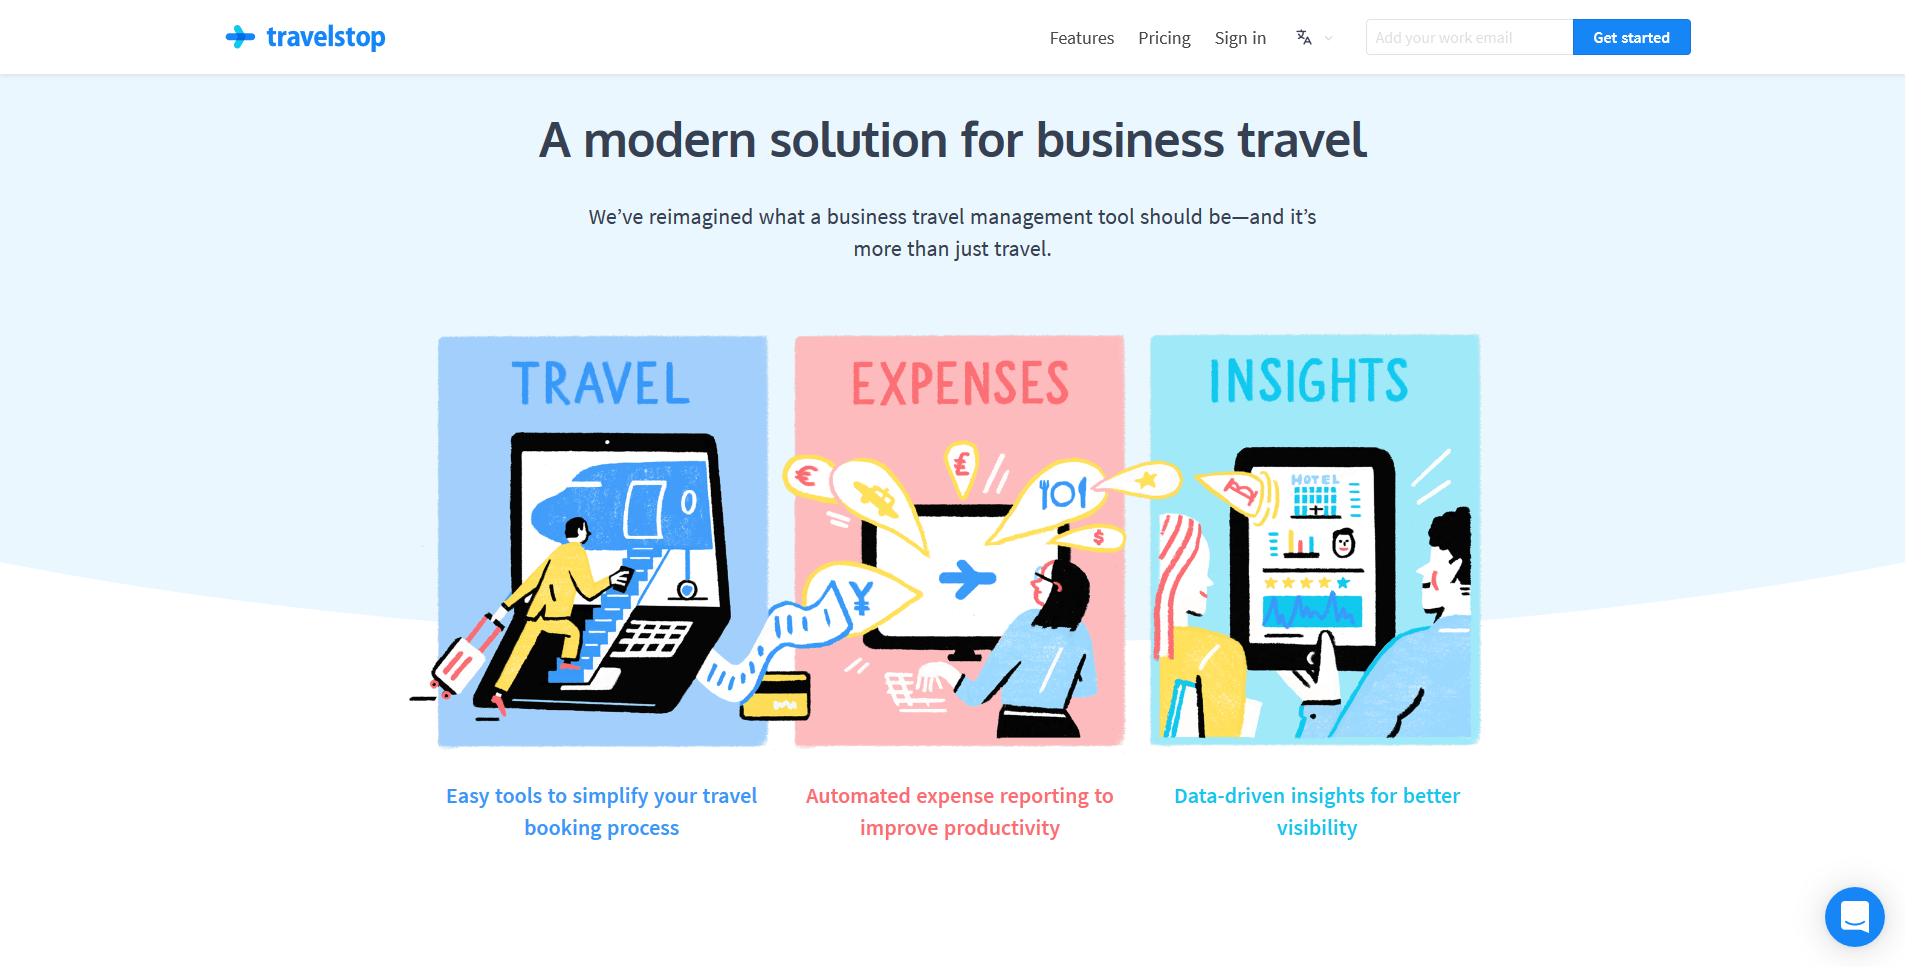 travelstop
Features
Pricing
Sign in
Add your work email
Get started
A modern solution for business travel
We’ve reimagined what a business travel management tool should be—and it’s
more than just travel.
TRAVEL
EXPENSES
INSIGHTS
€
£
$
¥
HOTEL
Easy tools to simplify your travel
booking process
Automated expense reporting to
improve productivity
Data-driven insights for better
visibility